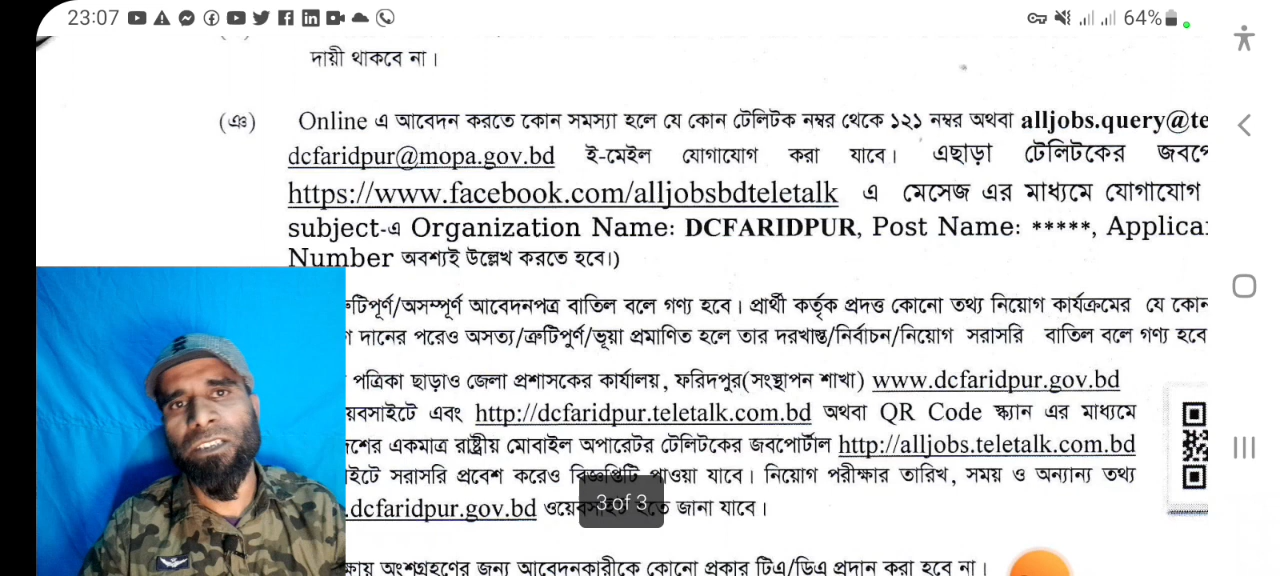 23:07
64%
দায়ী থাকবে না।
(ঞ) Online এ আবেদন করতে কোন সমস্যা হলে যে কোন টেলিটক নম্বর থেকে ১২১ নম্বর অথবা alljobs.query@te
dcfaridpur@mopa.gov.bd ই-মেইল যোগাযোগ করা যাবে। এছাড়া টেলিটকের জবপে
https://www.facebook.com/alljobsbdteletalk এ মেসেজ এর মাধ্যমে যোগাযোগ
subject-এ Organization Name: DCFARIDPUR, Post Name: *****, Applica
Number অবশ্যই উল্লেখ করতে হবে।)
টিপূর্ণ/অসম্পূর্ণ আবেদনপত্র বাতিল বলে গণ্য হবে। প্রার্থী কর্তৃক প্রদত্ত কোনো তথ্য নিয়োগ কার্যক্রমের যে কোন
দানের পরেও অসত্য/ত্রুটিপূর্ণ/ভূয়া প্রমাণিত হলে তার দরখাস্ত/নির্বাচন/নিয়োগ সরাসরি বাতিল বলে গণ্য হবে
পত্রিকা ছাড়াও জেলা প্রশাসকের কার্যালয়, ফরিদপুর(সংস্থাপন শাখা) www.dcfaridpur.gov.bd
য়েবসাইটে এবং http://dcfaridpur.teletalk.com.bd অথবা QR Code স্ক্যান এর মাধ্যমে
দেশের একমাত্র রাষ্ট্রীয় মোবাইল অপারেটর টেলিটকের জবপোর্টাল http://alljobs.teletalk.com.bd
ইটে সরাসরি প্রবেশ করেও বিজ্ঞপ্তিটি পাওয়া যাবে। নিয়োগ পরীক্ষার তারিখ, সময় ও অন্যান্য তথ্য
.dcfaridpur.gov.bd ওয়েবসাইট হতে জানা যাবে।
3 of 3
ক্ষায় অংশগ্রহণের জন্য আবেদনকারীকে কোনো প্রকার টিএ/ডিএ প্রদান করা হবে না।